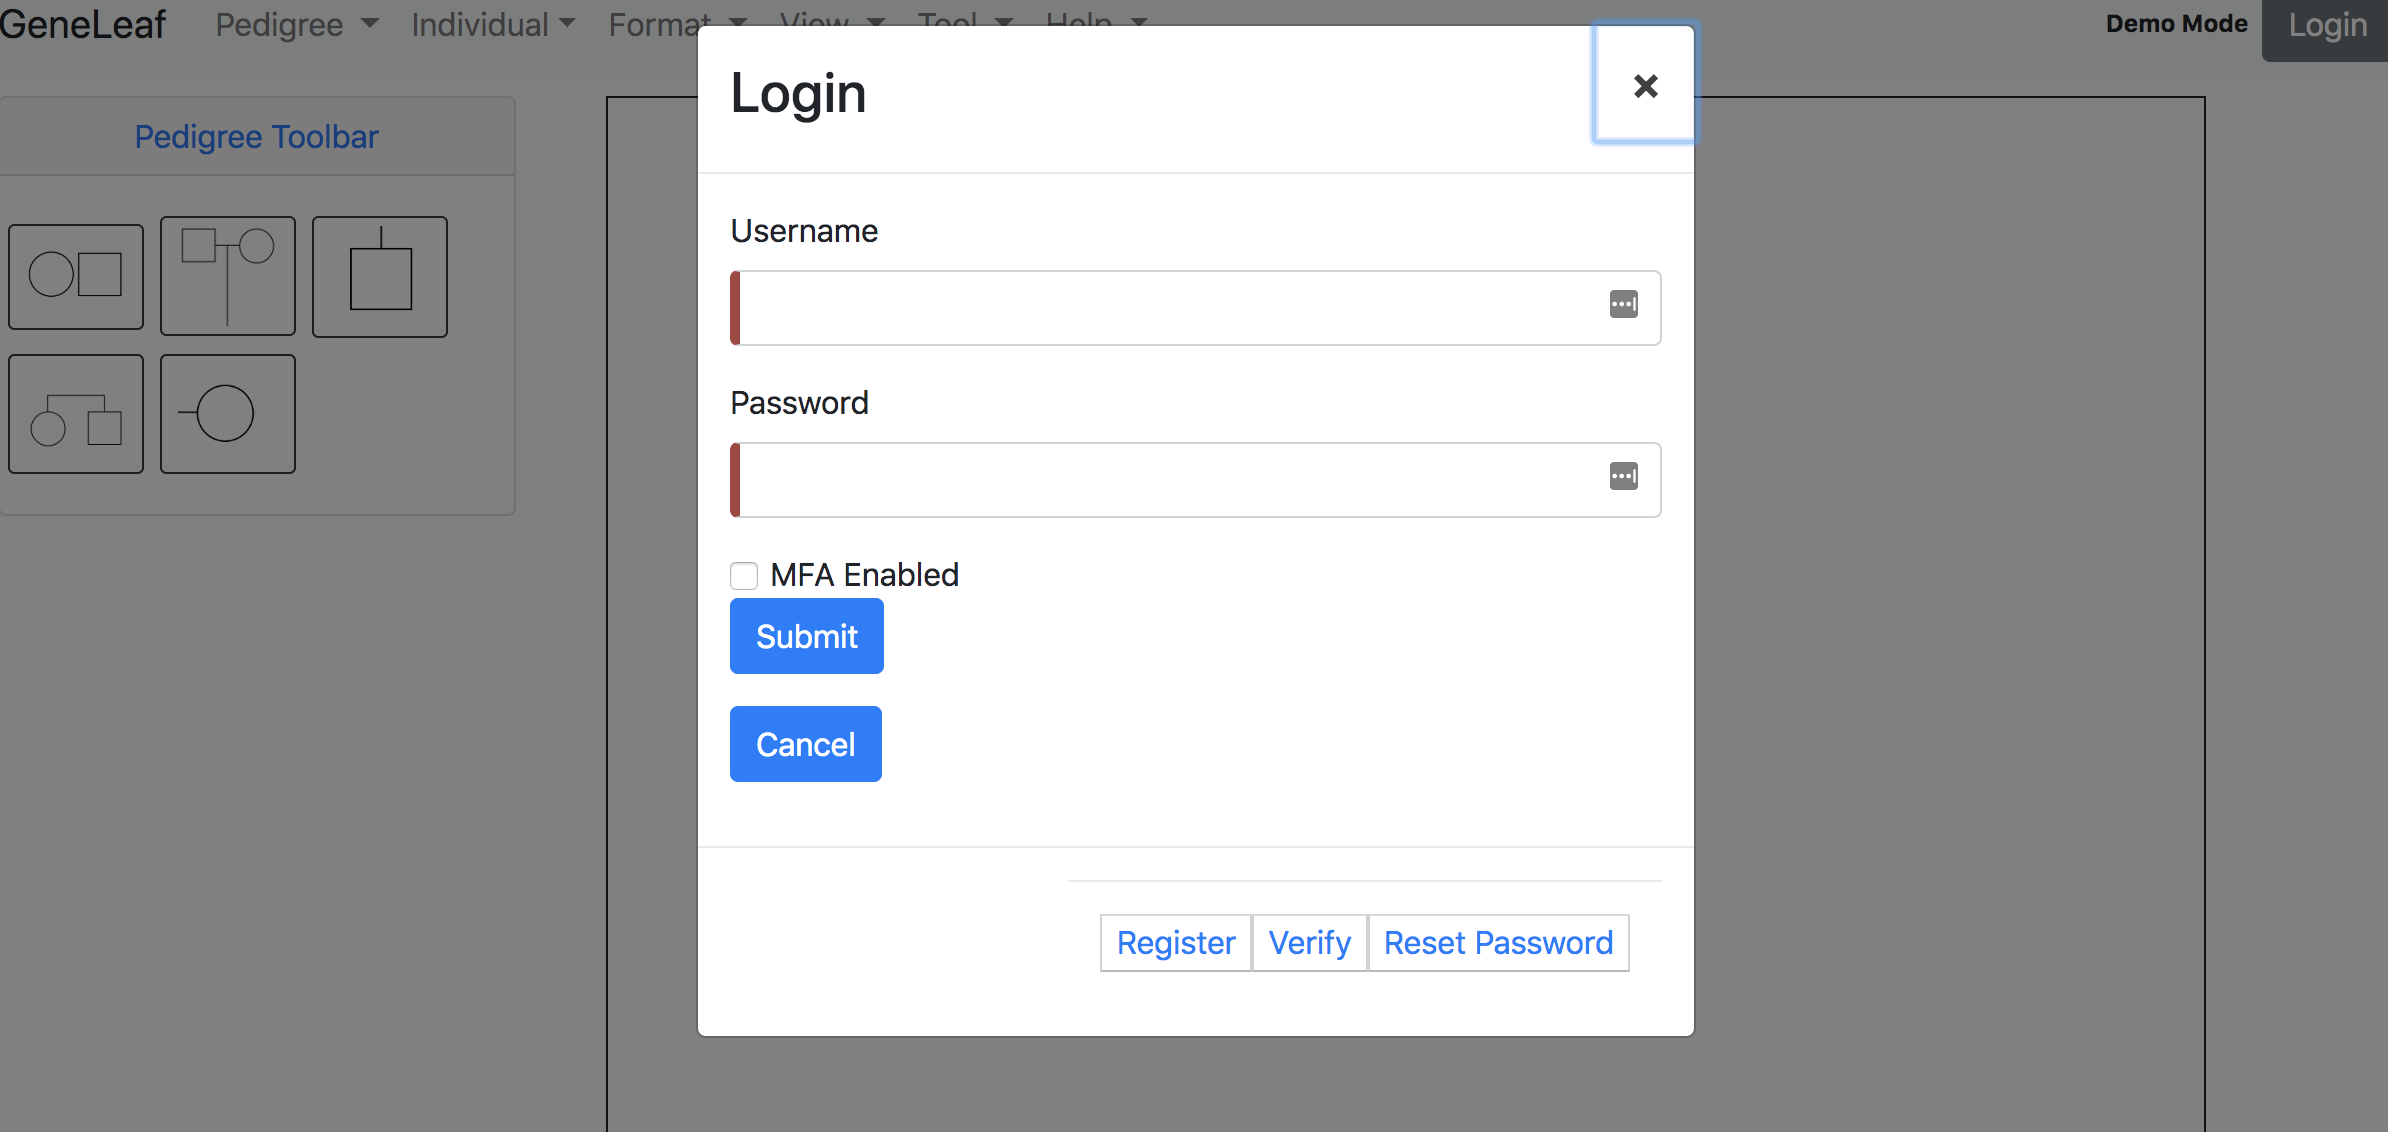 GeneLeaf Pedigree Individual Format View Tool Help Demo Mode Login
Login
Pedigree Toolbar
Username
Password
MFA Enabled
Submit
Cancel
Register Verify Reset Password